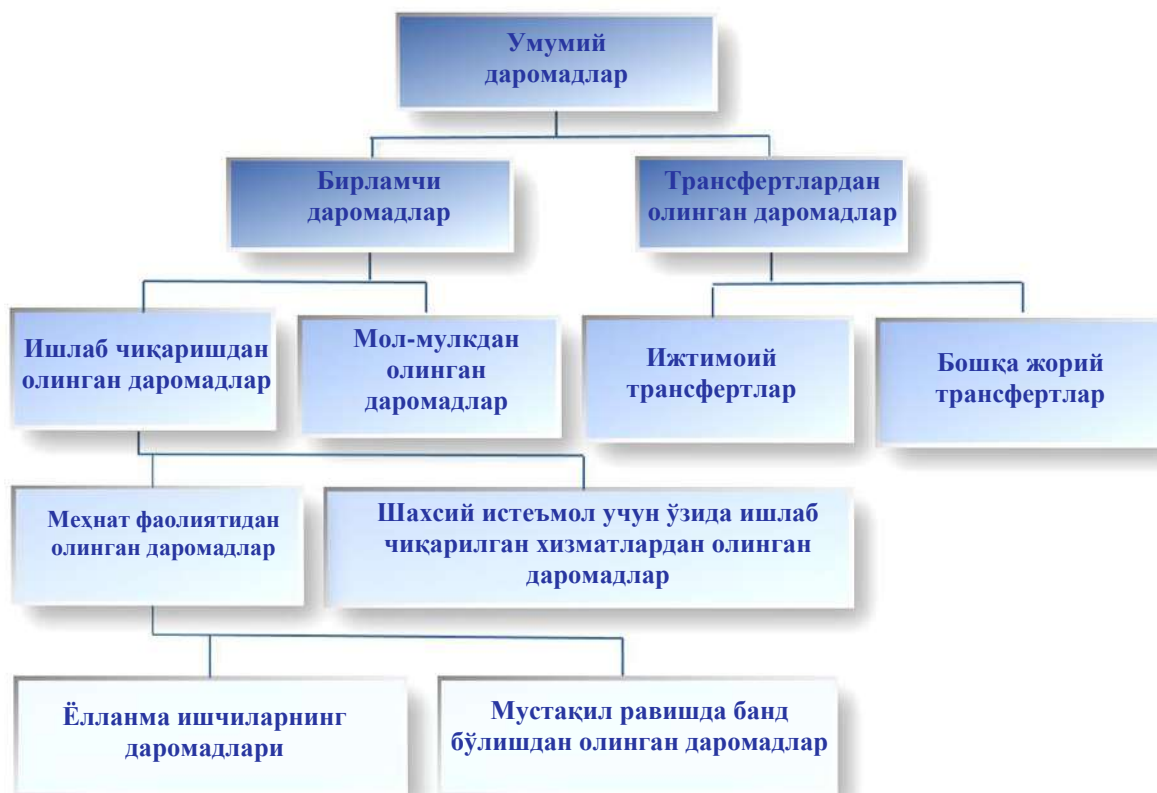 Умумий
даромадлар
Бирламчи
даромадлар
Трансфертлардан
олинган даромадлар
Ишлаб чиқаришдан
олинган даромадлар
Мол-мулкдан
олинган
даромадлар
Ижтимоий
трансфертлар
Бошқа жорий
трансфертлар
Меҳнат фаолиятидан
олинган даромадлар
Шахсий истеъмол учун ўзида ишлаб
чиқарилган хизматлардан олинган
даромадлар
Ёлланма ишчиларнинг
даромадлари
Мустақил равишда банд
бўлишдан олинган даромадлар